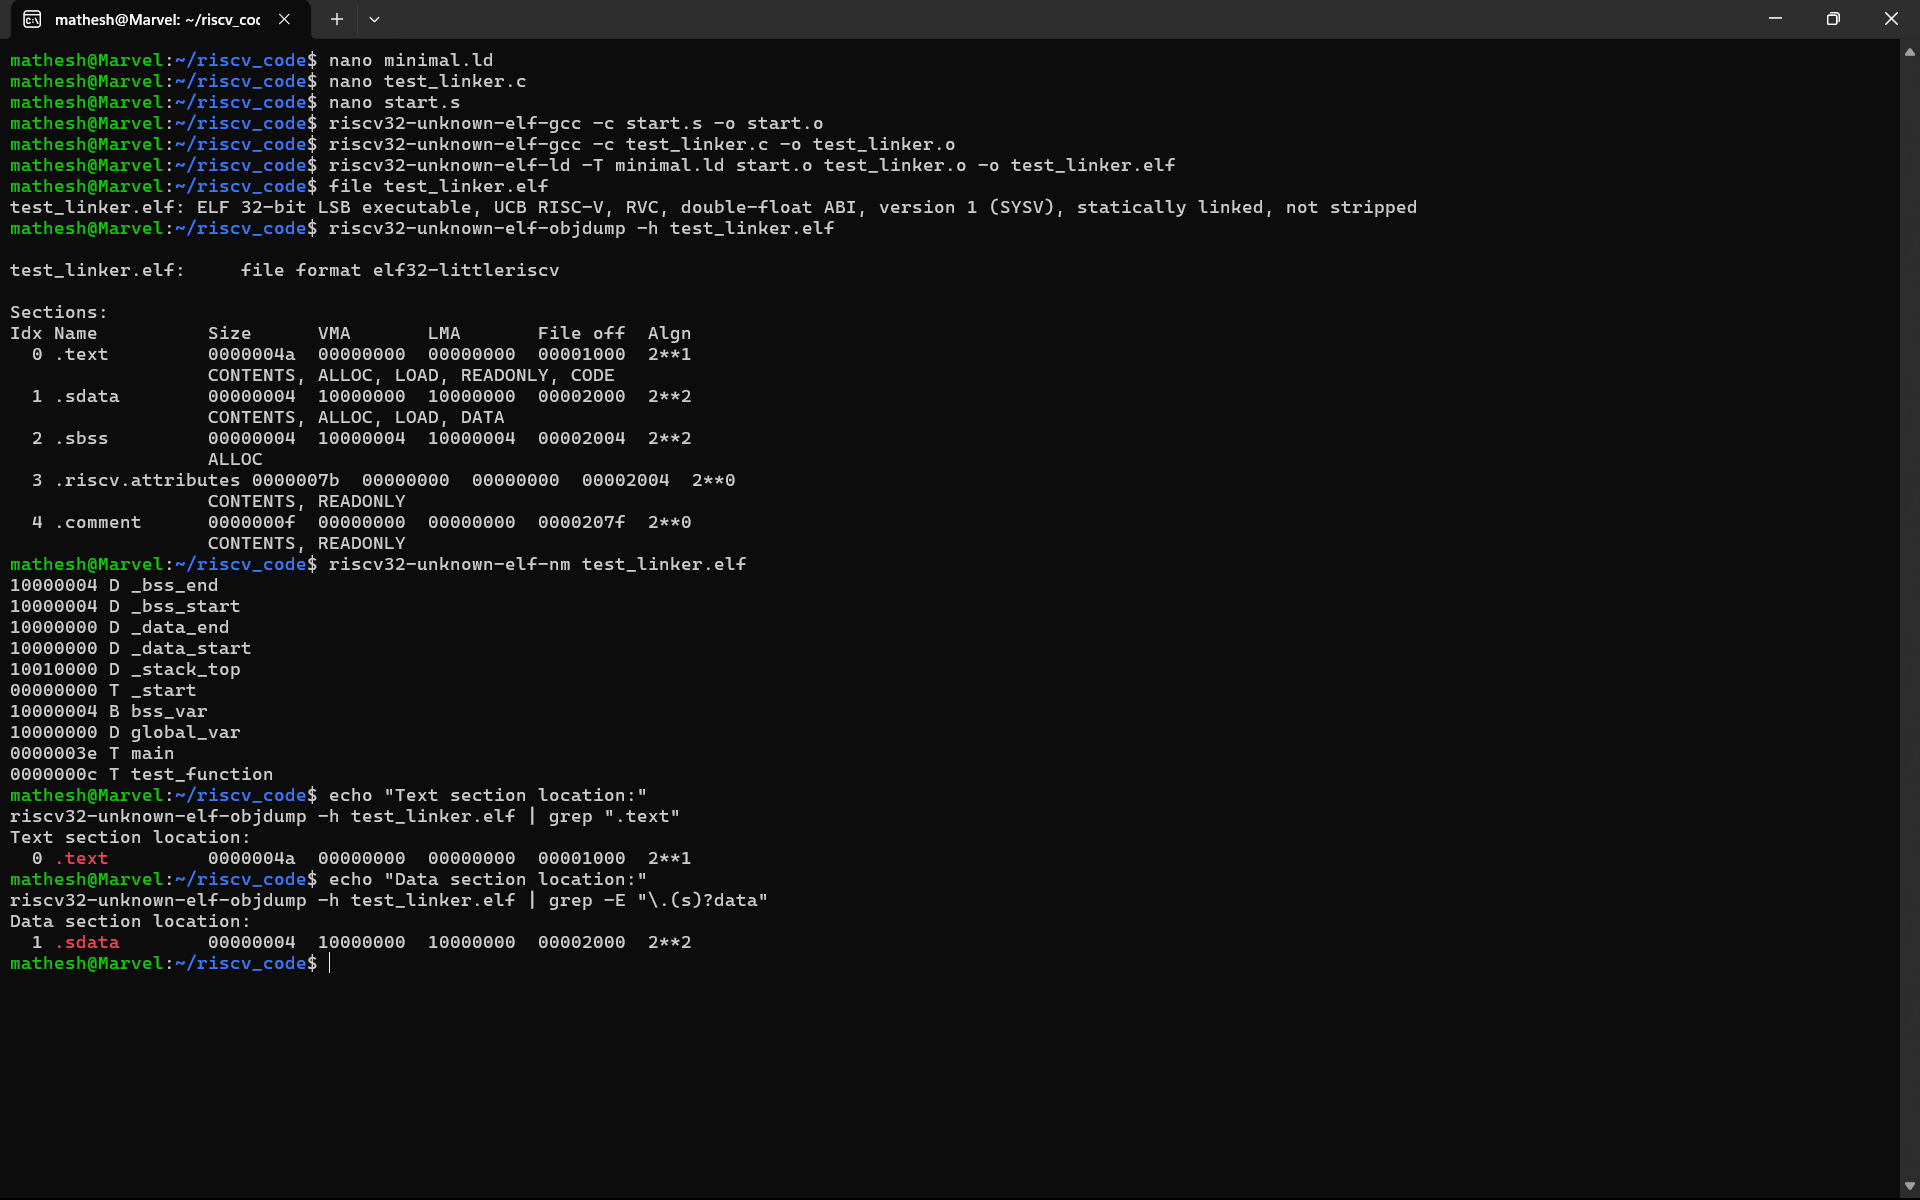 mathesh@Marvel: ~/riscv_coc
mathesh@Marvel:~/riscv_code$ nano minimal.ld
mathesh@Marvel:~/riscv_code$ nano test_linker.c
mathesh@Marvel:~/riscv_code$ nano start.s
mathesh@Marvel:~/riscv_code$ riscv32-unknown-elf-gcc -c start.s -o start.o
mathesh@Marvel:~/riscv_code$ riscv32-unknown-elf-gcc -c test_linker.c -o test_linker.o
mathesh@Marvel:~/riscv_code$ riscv32-unknown-elf-ld -T minimal.ld start.o test_linker.o -o test_linker.elf
mathesh@Marvel:~/riscv_code$ file test_linker.elf
test_linker.elf: ELF 32-bit LSB executable, UCB RISC-V, RVC, double-float ABI, version 1 (SYSV), statically linked, not stripped
mathesh@Marvel:~/riscv_code$ riscv32-unknown-elf-objdump -h test_linker.elf

test_linker.elf:     file format elf32-littleriscv

Sections:
Idx Name          Size      VMA       LMA       File off  Algn
  0 .text         0000004a  00000000  00000000  00001000  2**1
                  CONTENTS, ALLOC, LOAD, READONLY, CODE
  1 .sdata        00000004  10000000  10000000  00002000  2**2
                  CONTENTS, ALLOC, LOAD, DATA
  2 .sbss         00000004  10000004  10000004  00002004  2**2
                  ALLOC
  3 .riscv.attributes 0000007b  00000000  00000000  00002004  2**0
                  CONTENTS, READONLY
  4 .comment      0000000f  00000000  00000000  0000207f  2**0
                  CONTENTS, READONLY
mathesh@Marvel:~/riscv_code$ riscv32-unknown-elf-nm test_linker.elf
10000004 D _bss_end
10000004 D _bss_start
10000000 D _data_end
10000000 D _data_start
10010000 D _stack_top
00000000 T _start
10000004 B bss_var
10000000 D global_var
0000003e T main
0000000c T test_function
mathesh@Marvel:~/riscv_code$ echo "Text section location:"
riscv32-unknown-elf-objdump -h test_linker.elf | grep ".text"
Text section location:
  0 .text         0000004a  00000000  00000000  00001000  2**1
mathesh@Marvel:~/riscv_code$ echo "Data section location:"
riscv32-unknown-elf-objdump -h test_linker.elf | grep -E "\.(s)?data"
Data section location:
  1 .sdata        00000004  10000000  10000000  00002000  2**2
mathesh@Marvel:~/riscv_code$